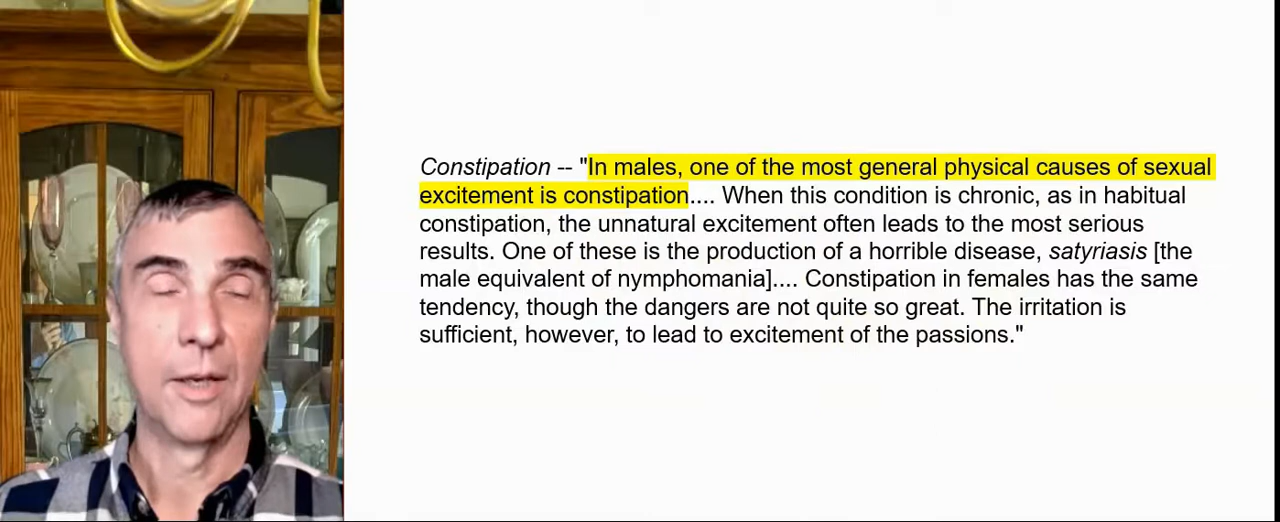 Constipation -- "In males, one of the most general physical causes of sexual
excitement is constipation.... When this condition is chronic, as in habitual
constipation, the unnatural excitement often leads to the most serious
results. One of these is the production of a horrible disease, satyriasis [the
male equivalent of nymphomania].... Constipation in females has the same
tendency, though the dangers are not quite so great. The irritation is
sufficient, however, to lead to excitement of the passions."